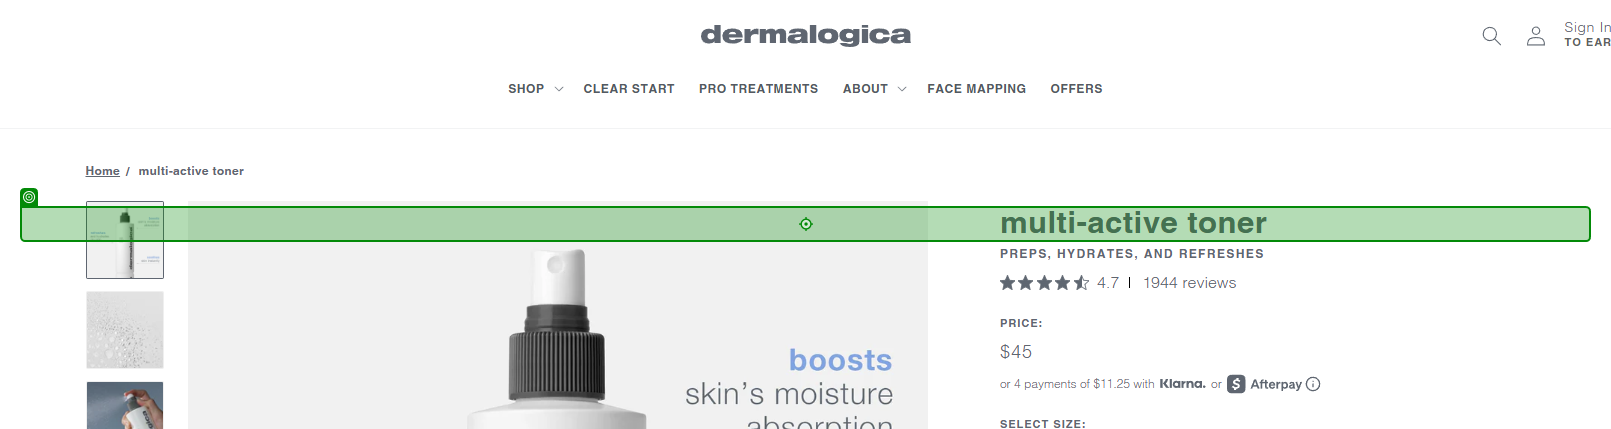 dermalogica
Sign In
TO EAR
SHOP
CLEAR START
PRO TREATMENTS
ABOUT
FACE MAPPING
OFFERS
Home / multi-active toner
multi-active toner
PREPS, HYDRATES, AND REFRESHES
4.7 | 1944 reviews
PRICE:
$45
or 4 payments of $11.25 with Klarna. or Afterpay
SELECT SIZE:
boosts
skin's moisture
absorption